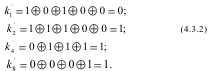 k₁′ = 1 ⊕ 0 ⊕ 1 ⊕ 0 ⊕ 0 = 0;
k₂′ = 1 ⊕ 1 ⊕ 1 ⊕ 0 ⊕ 0 = 1;
(4.3.2)
k₄′ = 0 ⊕ 1 ⊕ 1 ⊕ 1 = 1;
k₈′ = 0 ⊕ 0 ⊕ 0 ⊕ 1 = 1.